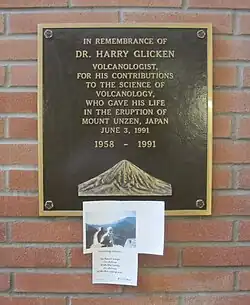 IN REMEMBRANCE OF
DR. HARRY GLICKEN
VOLCANOLOGIST,
FOR HIS CONTRIBUTIONS
TO THE SCIENCE OF
VOLCANOLOGY,
WHO GAVE HIS LIFE
IN THE ERUPTION OF
MOUNT UNZEN, JAPAN
JUNE 3, 1991
1958 - 1991